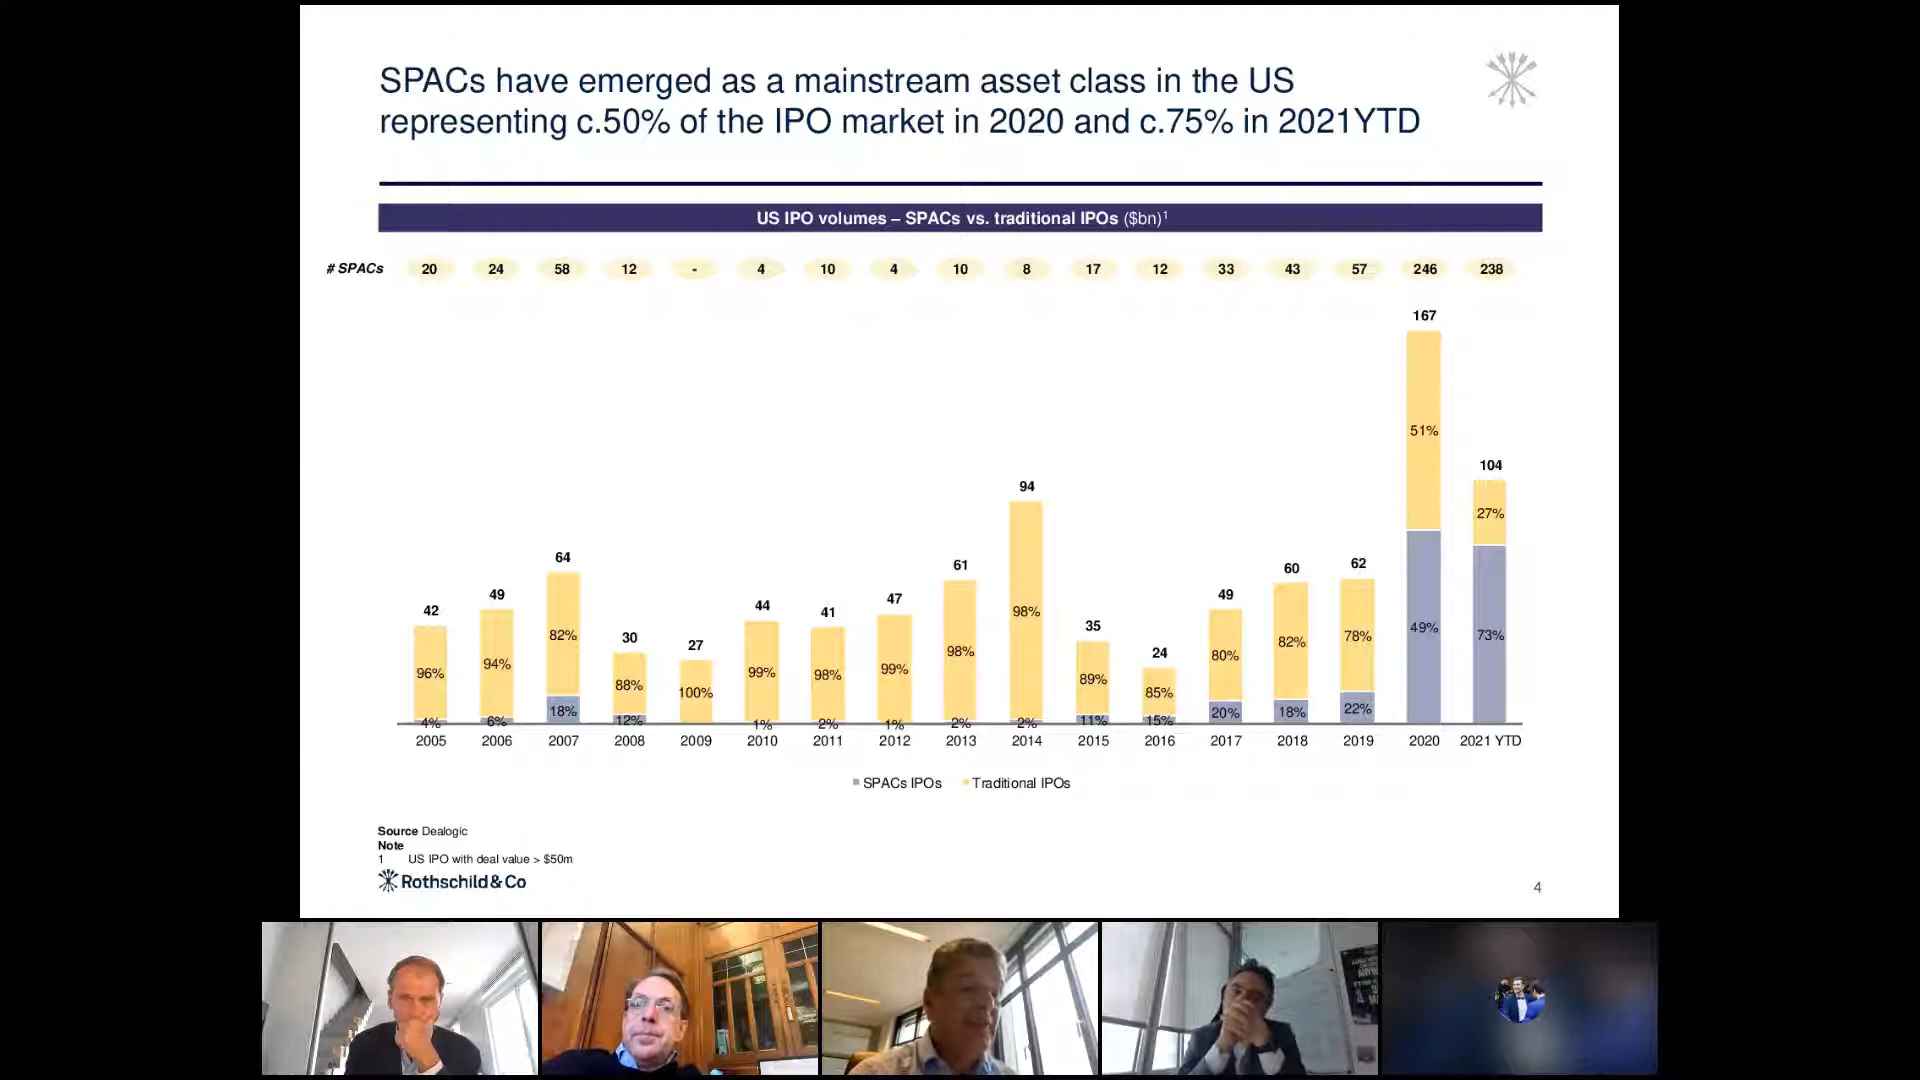 SPACs have emerged as a mainstream asset class in the US
representing c.50% of the IPO market in 2020 and c.75% in 2021YTD
US IPO volumes – SPACs vs. traditional IPOs ($bn)1
# SPACs 20 24 58 12 - 4 10 4 10 8 17 12 33 43 57 246 238
167
51%
104
94
27%
64
61
60 62
49
49
42
44 41 47
98%
49%
73%
30
27
35
24
82%
96%
94%
88%
100%
99%
98%
99%
98%
89%
85%
80%
82%
78%
4% 6% 18% 12% 1% 2% 1% 2% 2% 11% 15% 20% 18% 22%
2005 2006 2007 2008 2009 2010 2011 2012 2013 2014 2015 2016 2017 2018 2019 2020 2021 YTD
SPACs IPOs Traditional IPOs
Source Dealogic
Note
1 US IPO with deal value > $50m
Rothschild & Co
4